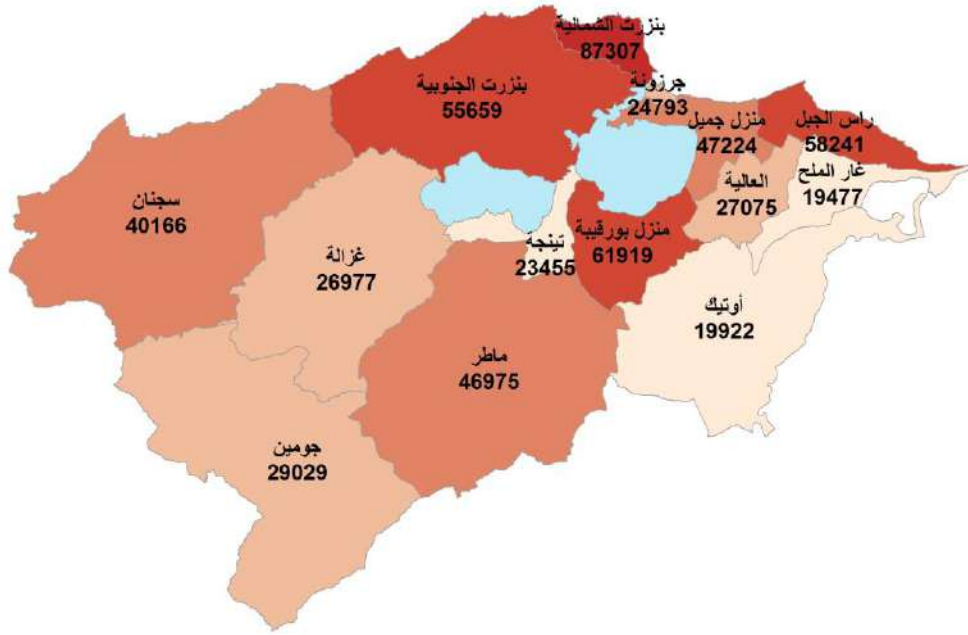 بنزرت الشمالية
87307
جرزونة
24793
بنزرت الجنوبية
55659
منزل جميل
47224
راس الجبل
58241
غار الملح
19477
العالية
27075
سجنان
40166
غزالة
26977
تينجة
23455
منزل بورقيبة
61919
أوتيك
19922
ماطر
46975
جومين
29029